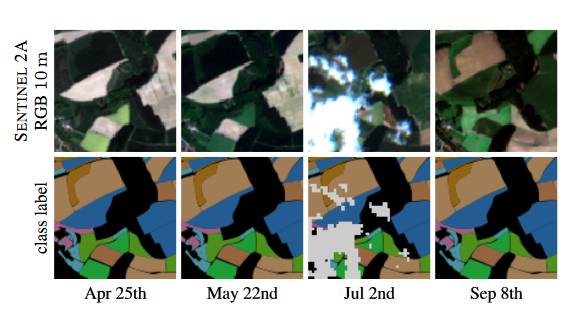 SENTINEL 2A
RGB 10 m
class label
Apr 25th
May 22nd
Jul 2nd
Sep 8th